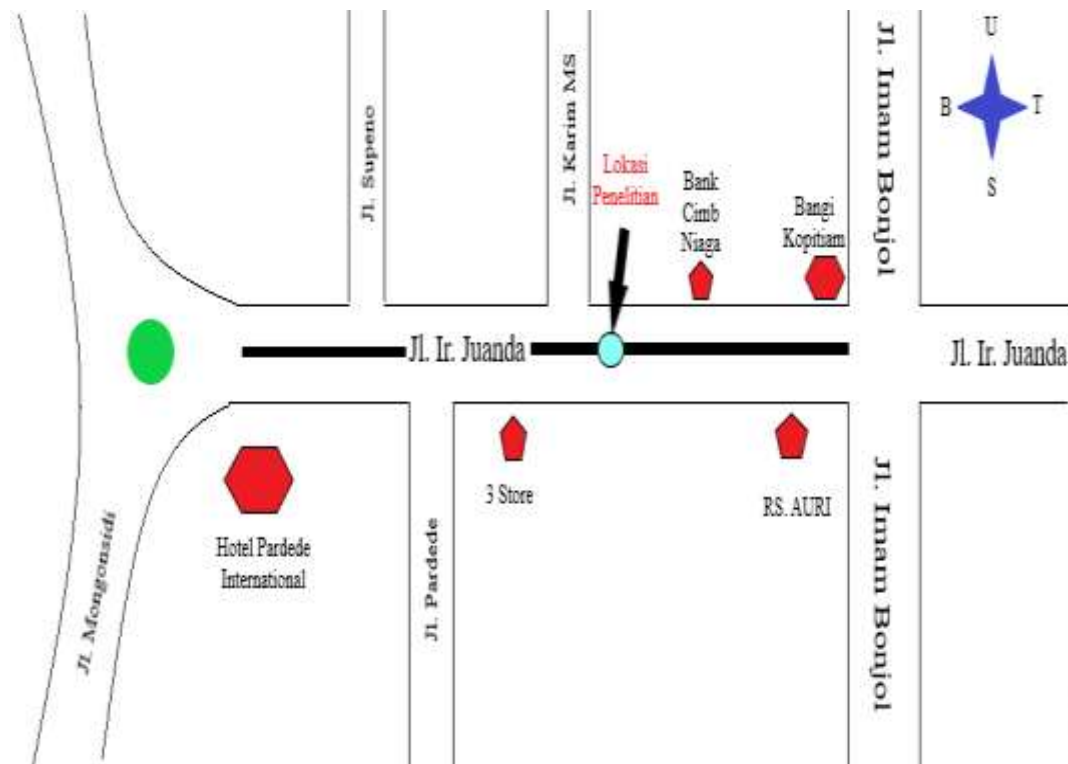 U
B
T
S
Jl. Supeno
Jl. Karim MS
Jl. Imam Bonjol
Lokasi
Penelitian
Bank
Cimb
Niaga
Bangi
Kopitiam
Jl. Ir. Juanda
Jl. Ir. Juanda
3 Store
RS. AURI
Hotel Pardede
International
Jl. Mongonsidi
Jl. Pardede
Jl. Imam Bonjol